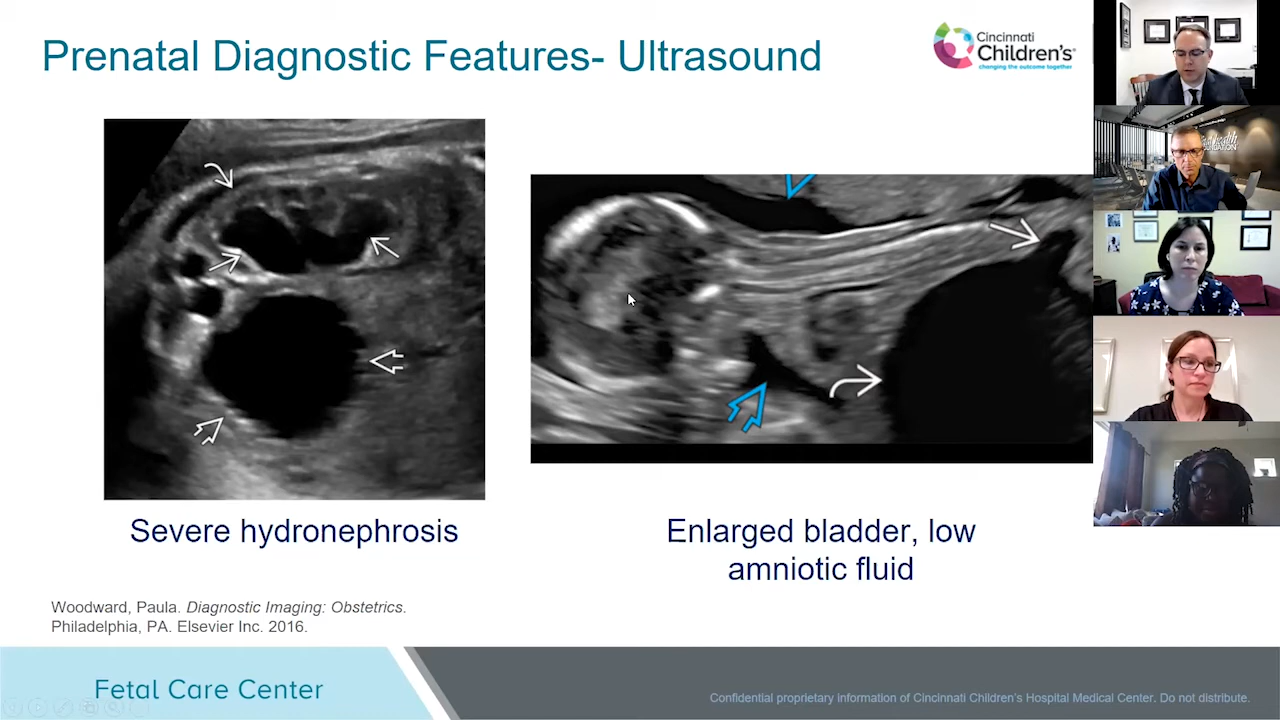 Prenatal Diagnostic Features- Ultrasound
Cincinnati
Children's
changing the outcome together
Severe hydronephrosis
Enlarged bladder, low
amniotic fluid
Woodward, Paula. Diagnostic Imaging: Obstetrics.
Philadelphia, PA. Elsevier Inc. 2016.
Fetal Care Center
Confidential proprietary information of Cincinnati Children's Hospital Medical Center. Do not distribute.
health